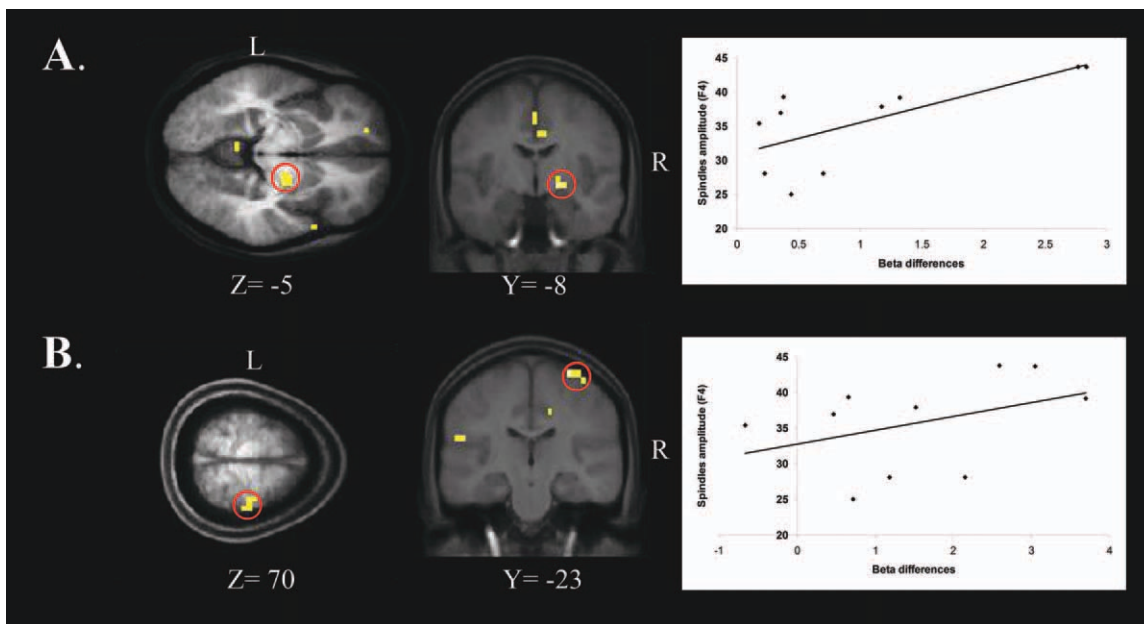 A.
L
Z= -5
Y= -8
R
Spindles amplitude (F4)
45
40
35
30
25
20
0
0.5
1
1.5
2
2.5
3
Beta differences
B.
L
Z= 70
Y= -23
R
Spindles amplitude (F4)
45
40
35
30
25
20
-1
0
1
2
3
4
Beta differences